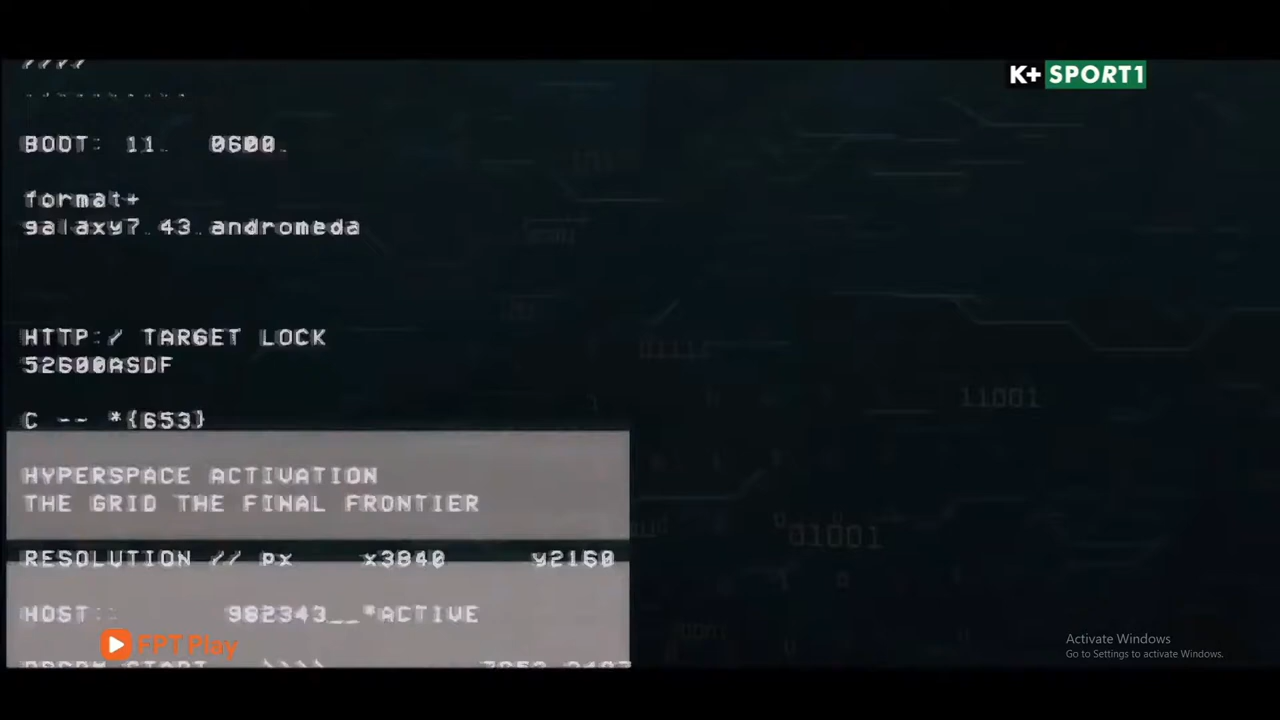 ////
K+ SPORT1
BOOT: 11. 0600.
format+
galaxy7.43.andromeda
HTTP:/ TARGET LOCK
52600ASDF
C -- *{653}
HYPERSPACE ACTIVATION
THE GRID THE FINAL FRONTIER
RESOLUTION // px x3840 y2160
HOST:: 982343__*ACTIVE
FPT Play
11001
01001
Activate Windows
Go to Settings to activate Windows.